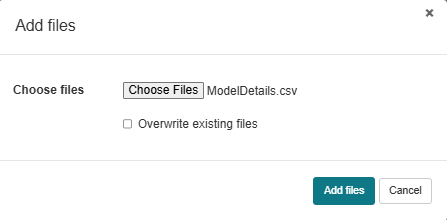 Add files
×
Choose files Choose Files ModelDetails.csv
Overwrite existing files
Add files Cancel